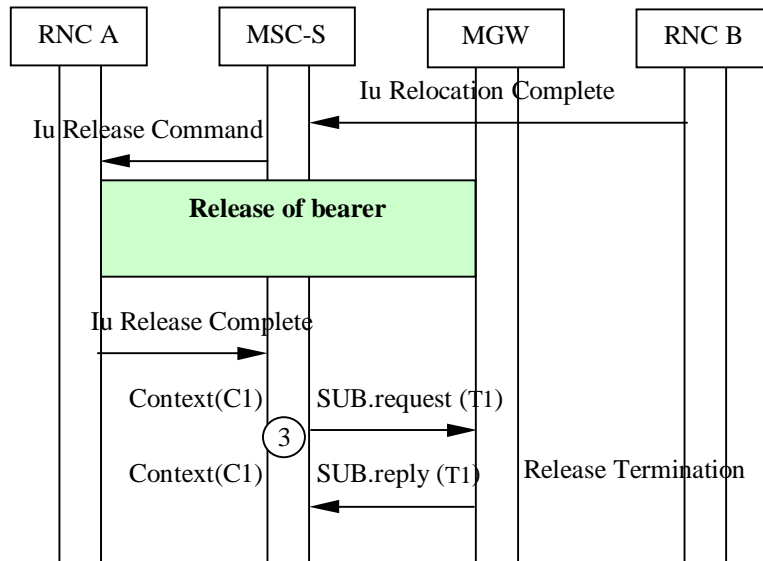 RNC A MSC-S MGW RNC B
Iu Relocation Complete
Iu Release Command
Release of bearer
Iu Release Complete
Context(C1) SUB.request (T1)
3
Context(C1) SUB.reply (T1) Release Termination